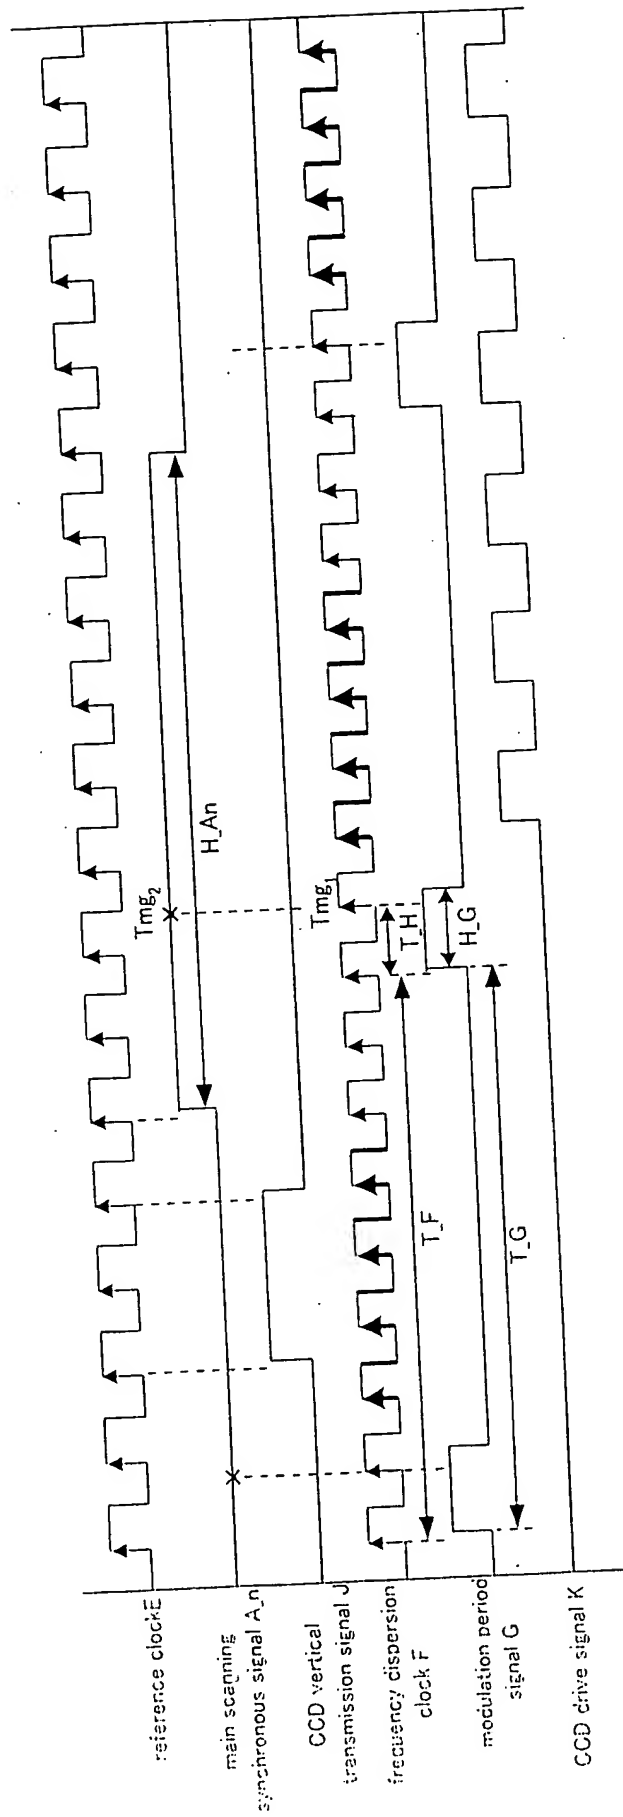 reference clockE
main scanning
synchronous signal A_n
CCD vertical
transmission signal J
frequency dispersion
clock F
modulation period
signal G
CCD drive signal K
Tmg2
H_An
Tmg1
T_H
H_G
T_F
T_G